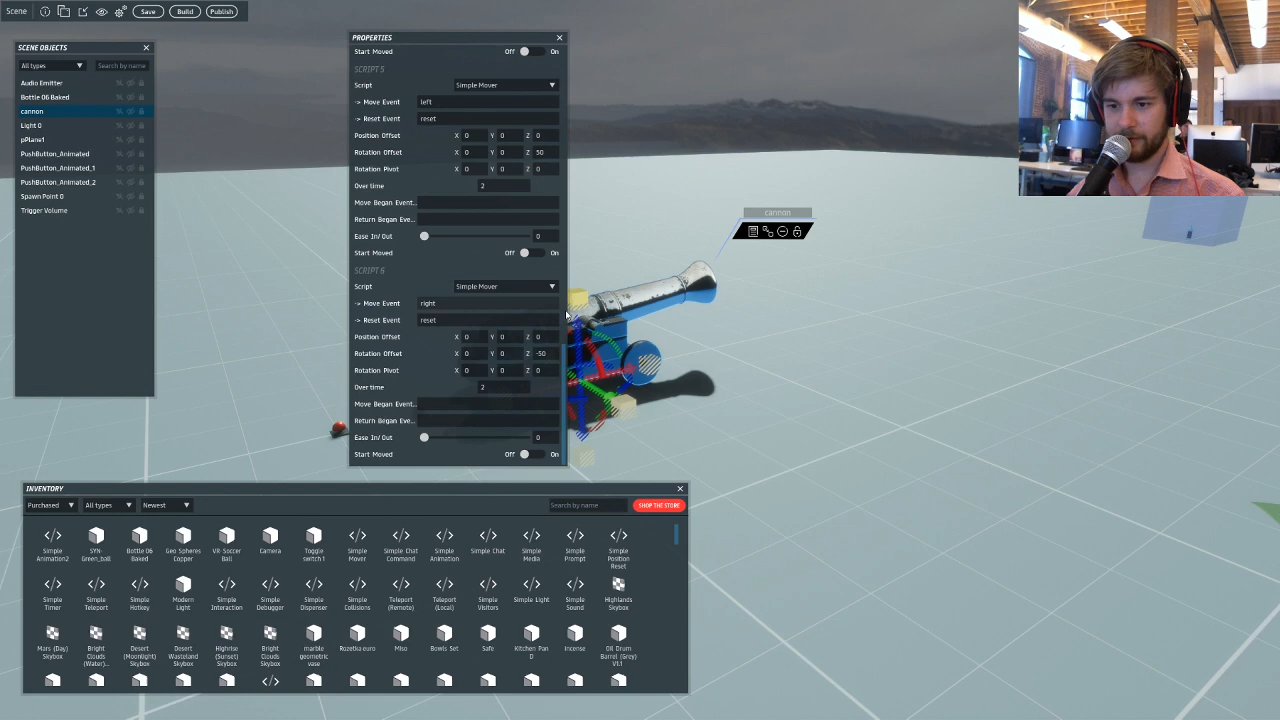 Scene Save Build Publish
SCENE OBJECTS
All types Search by name
Audio Emitter
Bottle 06 Baked
cannon
Light 0
pPlane1
PushButton_Animated
PushButton_Animated_1
PushButton_Animated_2
Spawn Point 0
Trigger Volume
PROPERTIES
Start Moved Off On
SCRIPT 5
Script Simple Mover
-> Move Event left
-> Reset Event reset
Position Offset X 0 Y 0 Z 0
Rotation Offset X 0 Y 0 Z 50
Rotation Pivot X 0 Y 0 Z 0
Over time 2
Move Began Event...
Return Began Eve...
Ease In/Out 0
Start Moved Off On
SCRIPT 6
Script Simple Mover
-> Move Event right
-> Reset Event reset
Position Offset X 0 Y 0 Z 0
Rotation Offset X 0 Y 0 Z -50
Rotation Pivot X 0 Y 0 Z 0
Over time 2
Move Began Event...
Return Began Eve...
Ease In/Out 0
Start Moved Off On
cannon
INVENTORY
Purchased All types Newest Search by name SHOP THE STORE
Simple Animation2
SYN-Green_ball
Bottle 06 Baked
Geo Spheres Copper
VR- Soccer Ball
Camera
Toggle switch 1
Simple Mover
Simple Chat Command
Simple Animation
Simple Chat
Simple Media
Simple Prompt
Simple Position Reset
Simple Timer
Simple Teleport
Simple Hotkey
Modern Light
Simple Interaction
Simple Debugger
Simple Dispenser
Simple Collisions
Teleport (Remote)
Teleport (Local)
Simple Visitors
Simple Light
Simple Sound
Highlands Skybox
Mars (Day) Skybox
Bright Clouds (Water)...
Desert (Moonlight) Skybox
Desert Wasteland Skybox
Highrise (Sunset) Skybox
Bright Clouds Skybox
marble geometric vase
Rozetka euro
Miso
Bowls Set
Safe
Kitchen Pan D
Incense
Oil Drum Barrel (Grey) V1.1